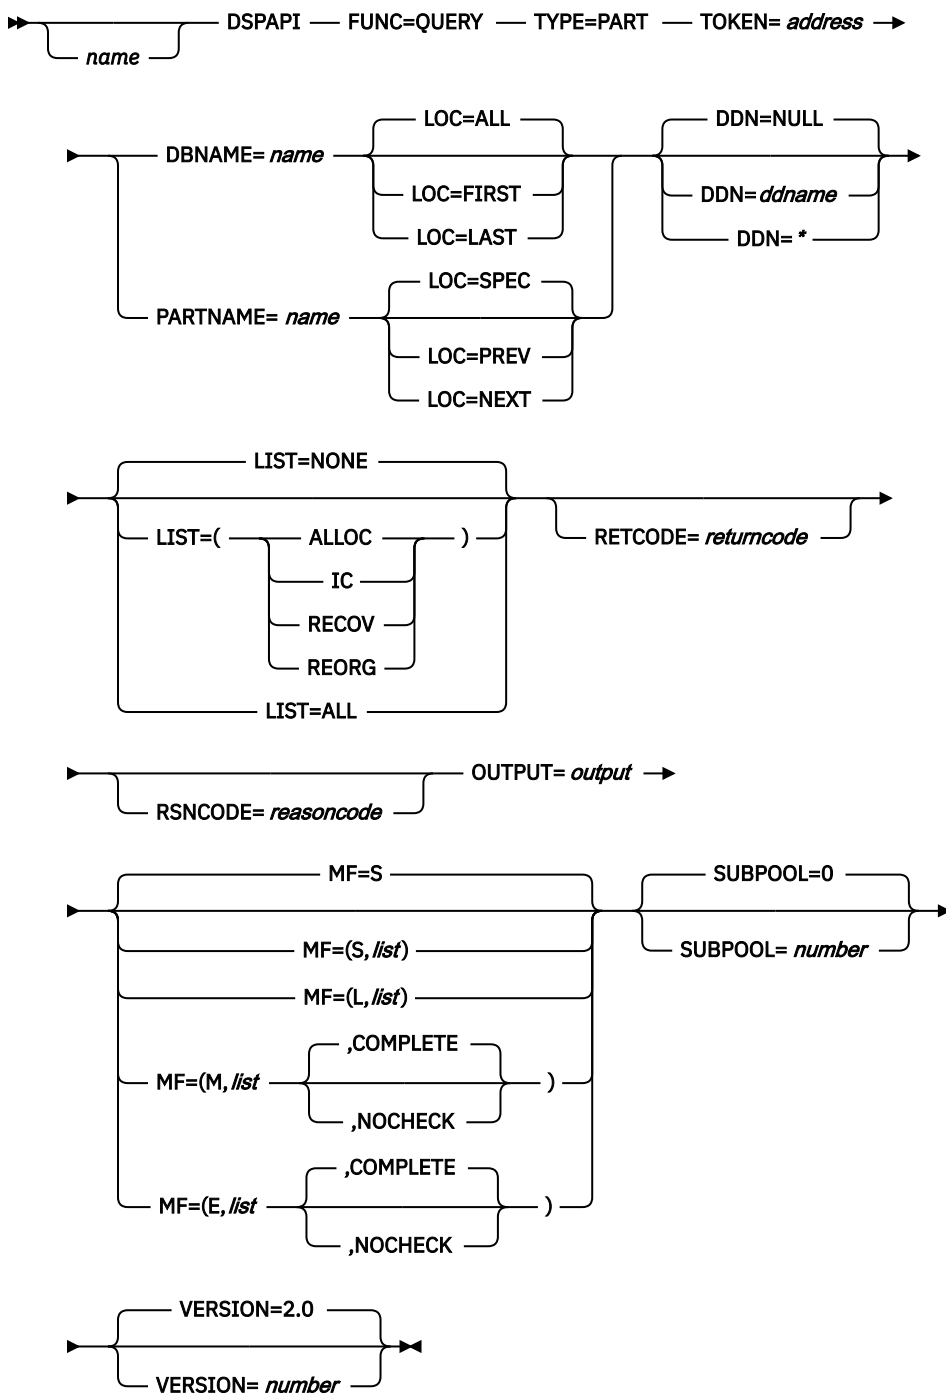 DSPAPI FUNC=QUERY TYPE=PART TOKEN= address
name
LOC=ALL DDN=NULL
DBNAME= name
LOC=FIRST DDN=ddname
LOC=LAST DDN= *
LOC=SPEC
PARTNAME= name
LOC=PREV
LOC=NEXT
LIST=NONE
LIST=( ALLOC )
RETCODE= returncode
IC
RECOV
REORG
LIST=ALL
OUTPUT= output
RSNCODE= reasoncode
MF=S SUBPOOL=0
MF=(S,list) SUBPOOL= number
MF=(L,list)
,COMPLETE
MF=(M,list )
,NOCHECK
,COMPLETE
MF=(E,list )
,NOCHECK
VERSION=2.0
VERSION= number